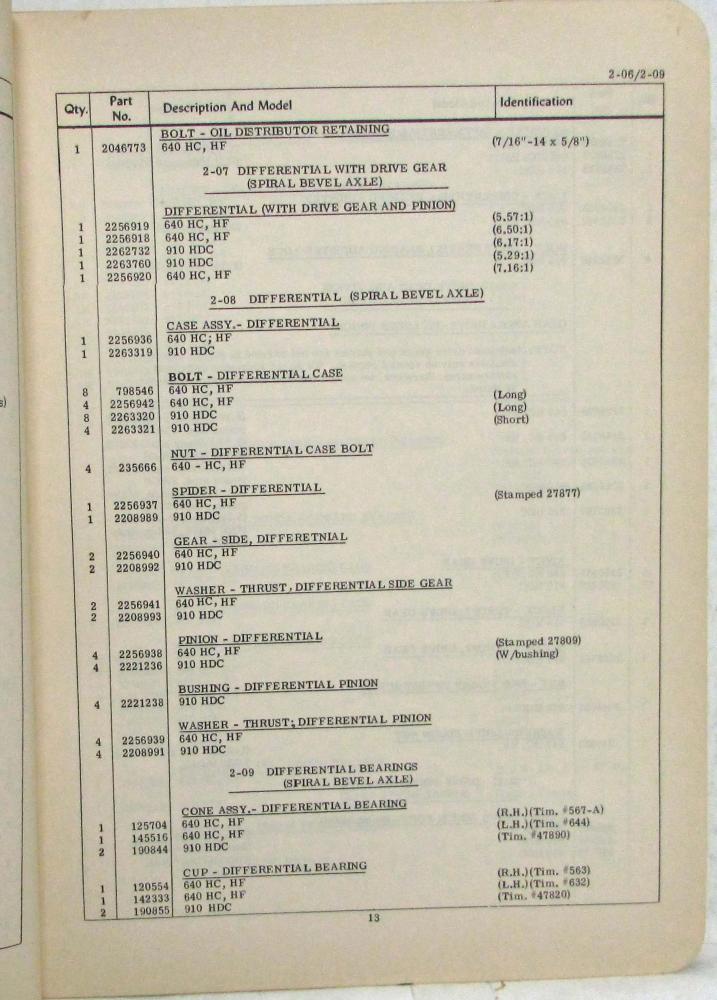 2-06/2-09
Qty. Part No. Description And Model Identification
BOLT - OIL DISTRIBUTOR RETAINING
1 2046773 640 HC, HF (7/16"-14 x 5/8")
2-07 DIFFERENTIAL WITH DRIVE GEAR
(SPIRAL BEVEL AXLE)
DIFFERENTIAL (WITH DRIVE GEAR AND PINION)
1 2256919 640 HC, HF (5.57:1)
1 2256918 640 HC, HF (6.50:1)
1 2262732 910 HDC (6.17:1)
1 2263760 910 HDC (5.29:1)
1 2256920 640 HC, HF (7.16:1)
2-08 DIFFERENTIAL (SPIRAL BEVEL AXLE)
CASE ASSY.- DIFFERENTIAL
1 2256936 640 HC; HF
1 2263319 910 HDC
BOLT - DIFFERENTIAL CASE
8 798546 640 HC, HF
4 2256942 640 HC, HF (Long)
8 2263320 910 HDC (Long)
4 2263321 910 HDC (Short)
NUT - DIFFERENTIAL CASE BOLT
4 235666 640 - HC, HF
SPIDER - DIFFERENTIAL
1 2256937 640 HC, HF (Stamped 27877)
1 2208989 910 HDC
GEAR - SIDE, DIFFERETNIAL
2 2256940 640 HC, HF
2 2208992 910 HDC
WASHER - THRUST, DIFFERENTIAL SIDE GEAR
2 2256941 640 HC, HF
2 2208993 910 HDC
PINION - DIFFERENTIAL
4 2256938 640 HC, HF (Stamped 27809)
4 2221236 910 HDC (W/bushing)
BUSHING - DIFFERENTIAL PINION
4 2221238 910 HDC
WASHER - THRUST; DIFFERENTIAL PINION
4 2256939 640 HC, HF
4 2208991 910 HDC
2-09 DIFFERENTIAL BEARINGS
(SPIRAL BEVEL AXLE)
CONE ASSY.- DIFFERENTIAL BEARING
1 125704 640 HC, HF (R.H.)(Tim. #567-A)
1 145516 640 HC, HF (L.H.)(Tim. #644)
2 190844 910 HDC (Tim. #47890)
CUP - DIFFERENTIAL BEARING
1 120554 640 HC, HF (R.H.)(Tim. #563)
1 142333 640 HC, HF (L.H.)(Tim. #632)
2 190855 910 HDC (Tim. #47820)
13
s)